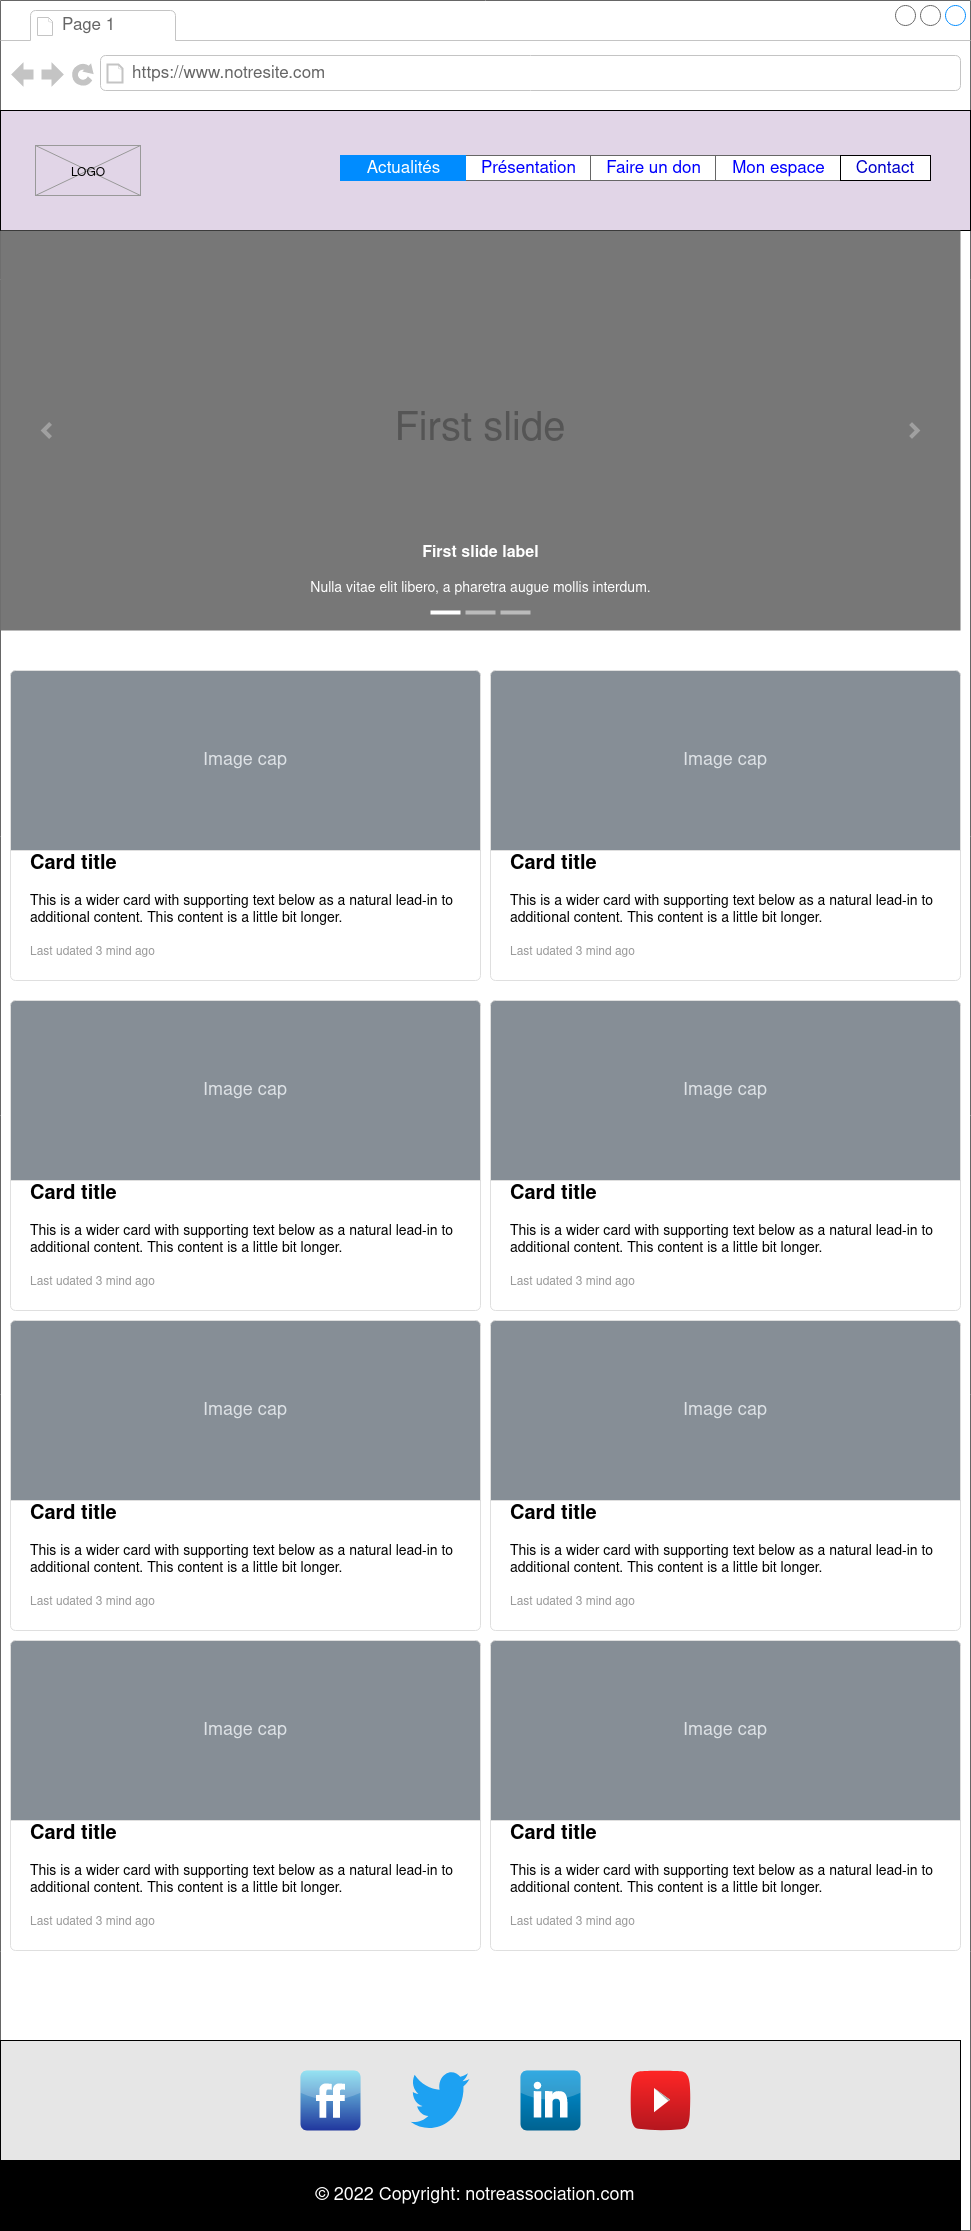 Page 1
https://www.notresite.com
LOGO
Actualités Présentation Faire un don Mon espace Contact
First slide
First slide label
Nulla vitae elit libero, a pharetra augue mollis interdum.
Image cap
Card title
This is a wider card with supporting text below as a natural lead-in to
additional content. This content is a little bit longer.
Last udated 3 mind ago
Image cap
Card title
This is a wider card with supporting text below as a natural lead-in to
additional content. This content is a little bit longer.
Last udated 3 mind ago
Image cap
Card title
This is a wider card with supporting text below as a natural lead-in to
additional content. This content is a little bit longer.
Last udated 3 mind ago
Image cap
Card title
This is a wider card with supporting text below as a natural lead-in to
additional content. This content is a little bit longer.
Last udated 3 mind ago
Image cap
Card title
This is a wider card with supporting text below as a natural lead-in to
additional content. This content is a little bit longer.
Last udated 3 mind ago
Image cap
Card title
This is a wider card with supporting text below as a natural lead-in to
additional content. This content is a little bit longer.
Last udated 3 mind ago
Image cap
Card title
This is a wider card with supporting text below as a natural lead-in to
additional content. This content is a little bit longer.
Last udated 3 mind ago
Image cap
Card title
This is a wider card with supporting text below as a natural lead-in to
additional content. This content is a little bit longer.
Last udated 3 mind ago
ff in
© 2022 Copyright: notreassociation.com